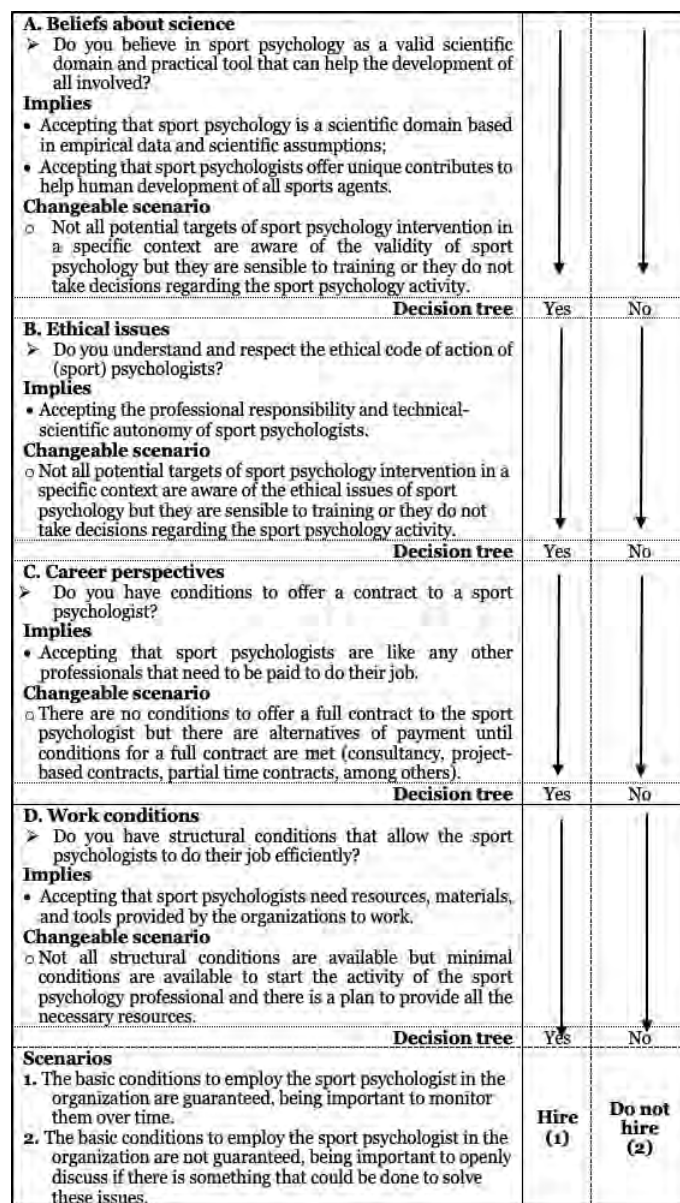 A. Beliefs about science
➢ Do you believe in sport psychology as a valid scientific
domain and practical tool that can help the development of
all involved?
Implies
• Accepting that sport psychology is a scientific domain based
in empirical data and scientific assumptions;
• Accepting that sport psychologists offer unique contributes to
help human development of all sports agents.
Changeable scenario
o Not all potential targets of sport psychology intervention in
a specific context are aware of the validity of sport
psychology but they are sensible to training or they do not
take decisions regarding the sport psychology activity.
Decision tree Yes No
B. Ethical issues
➢ Do you understand and respect the ethical code of action of
(sport) psychologists?
Implies
• Accepting the professional responsibility and technical-
scientific autonomy of sport psychologists.
Changeable scenario
o Not all potential targets of sport psychology intervention in a
specific context are aware of the ethical issues of sport
psychology but they are sensible to training or they do not
take decisions regarding the sport psychology activity.
Decision tree Yes No
C. Career perspectives
➢ Do you have conditions to offer a contract to a sport
psychologist?
Implies
• Accepting that sport psychologists are like any other
professionals that need to be paid to do their job.
Changeable scenario
o There are no conditions to offer a full contract to the sport
psychologist but there are alternatives of payment until
conditions for a full contract are met (consultancy, project-
based contracts, partial time contracts, among others).
Decision tree Yes No
D. Work conditions
➢ Do you have structural conditions that allow the sport
psychologists to do their job efficiently?
Implies
• Accepting that sport psychologists need resources, materials,
and tools provided by the organizations to work.
Changeable scenario
o Not all structural conditions are available but minimal
conditions are available to start the activity of the sport
psychology professional and there is a plan to provide all the
necessary resources.
Decision tree Yes No
Scenarios
1. The basic conditions to employ the sport psychologist in the
organization are guaranteed, being important to monitor
them over time.
2. The basic conditions to employ the sport psychologist in the
organization are not guaranteed, being important to openly
discuss if there is something that could be done to solve
these issues.
Hire
(1)
Do not
hire
(2)